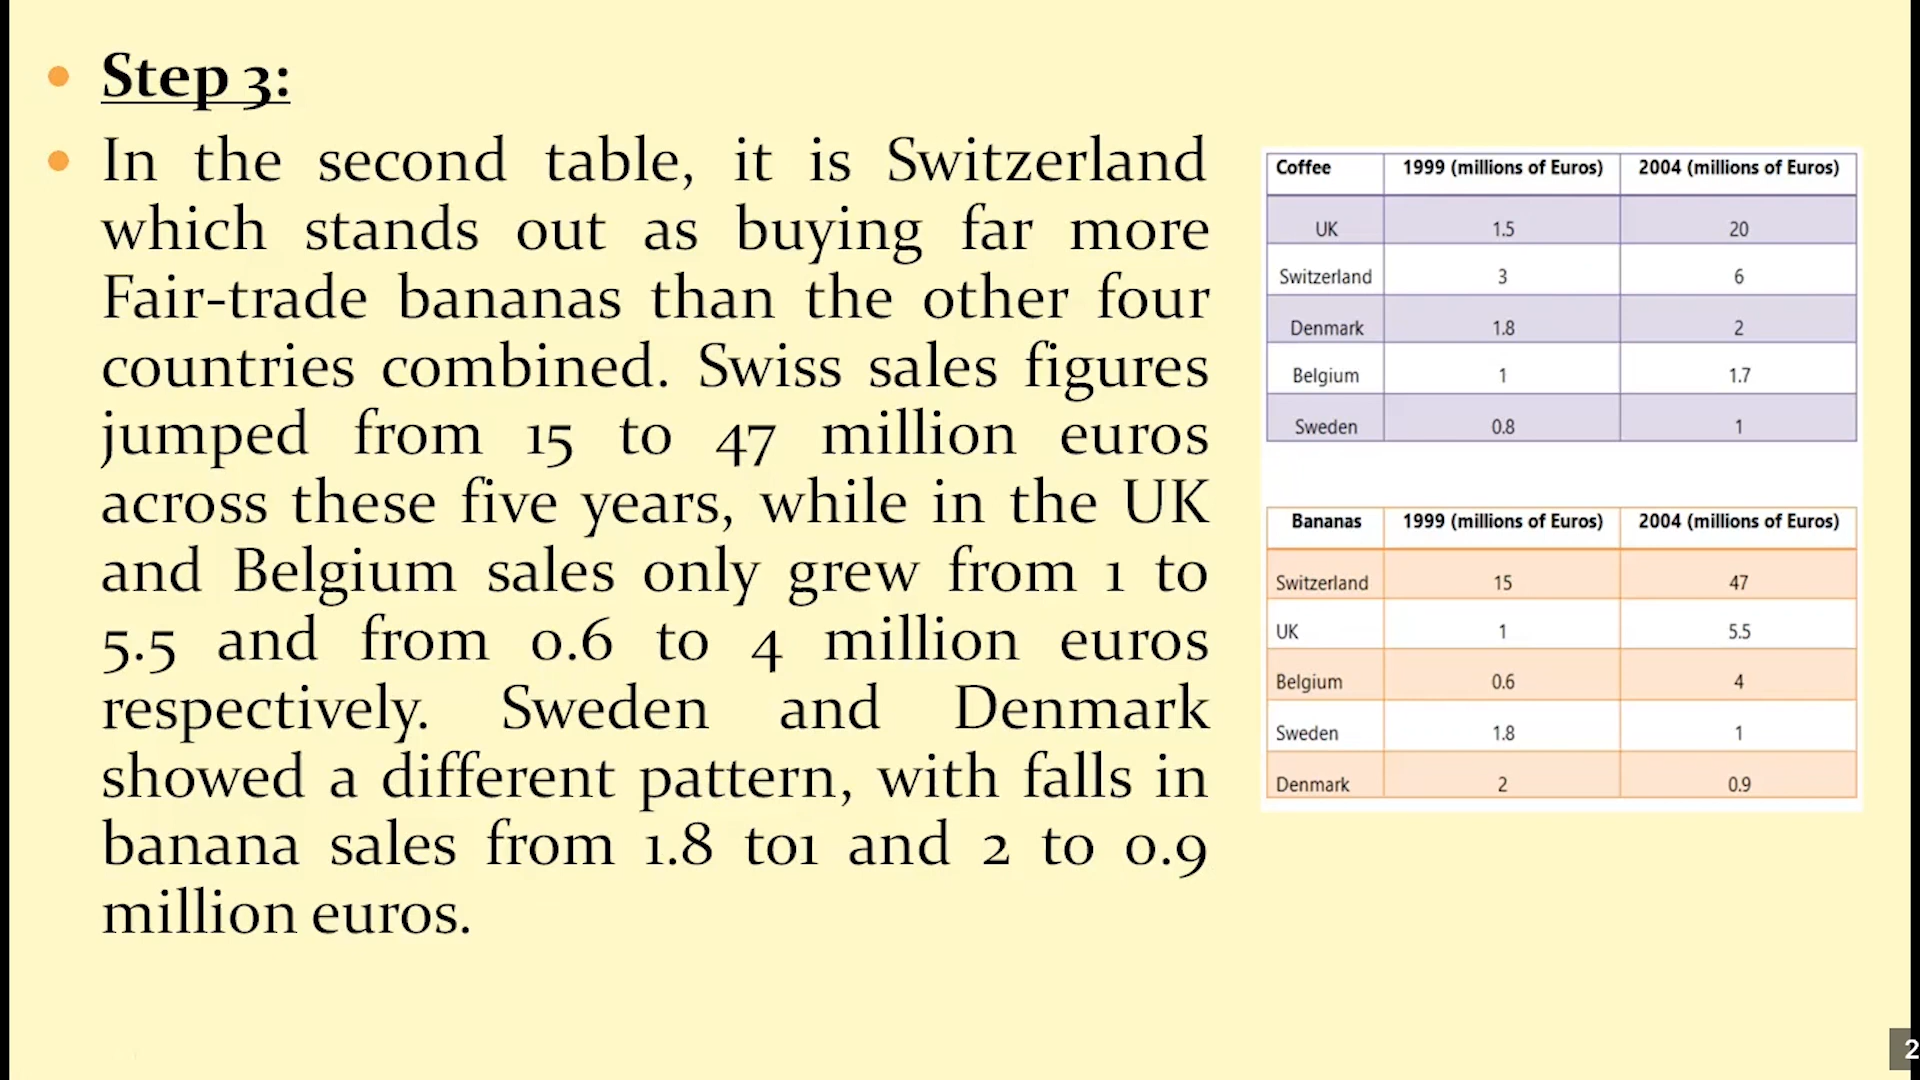 Step 3:
In the second table, it is Switzerland
which stands out as buying far more
Fair-trade bananas than the other four
countries combined. Swiss sales figures
jumped from 15 to 47 million euros
across these five years, while in the UK
and Belgium sales only grew from 1 to
5.5 and from 0.6 to 4 million euros
respectively. Sweden and Denmark
showed a different pattern, with falls in
banana sales from 1.8 to1 and 2 to 0.9
million euros.
Coffee 1999 (millions of Euros) 2004 (millions of Euros)
UK 1.5 20
Switzerland 3 6
Denmark 1.8 2
Belgium 1 1.7
Sweden 0.8 1
Bananas 1999 (millions of Euros) 2004 (millions of Euros)
Switzerland 15 47
UK 1 5.5
Belgium 0.6 4
Sweden 1.8 1
Denmark 2 0.9
2